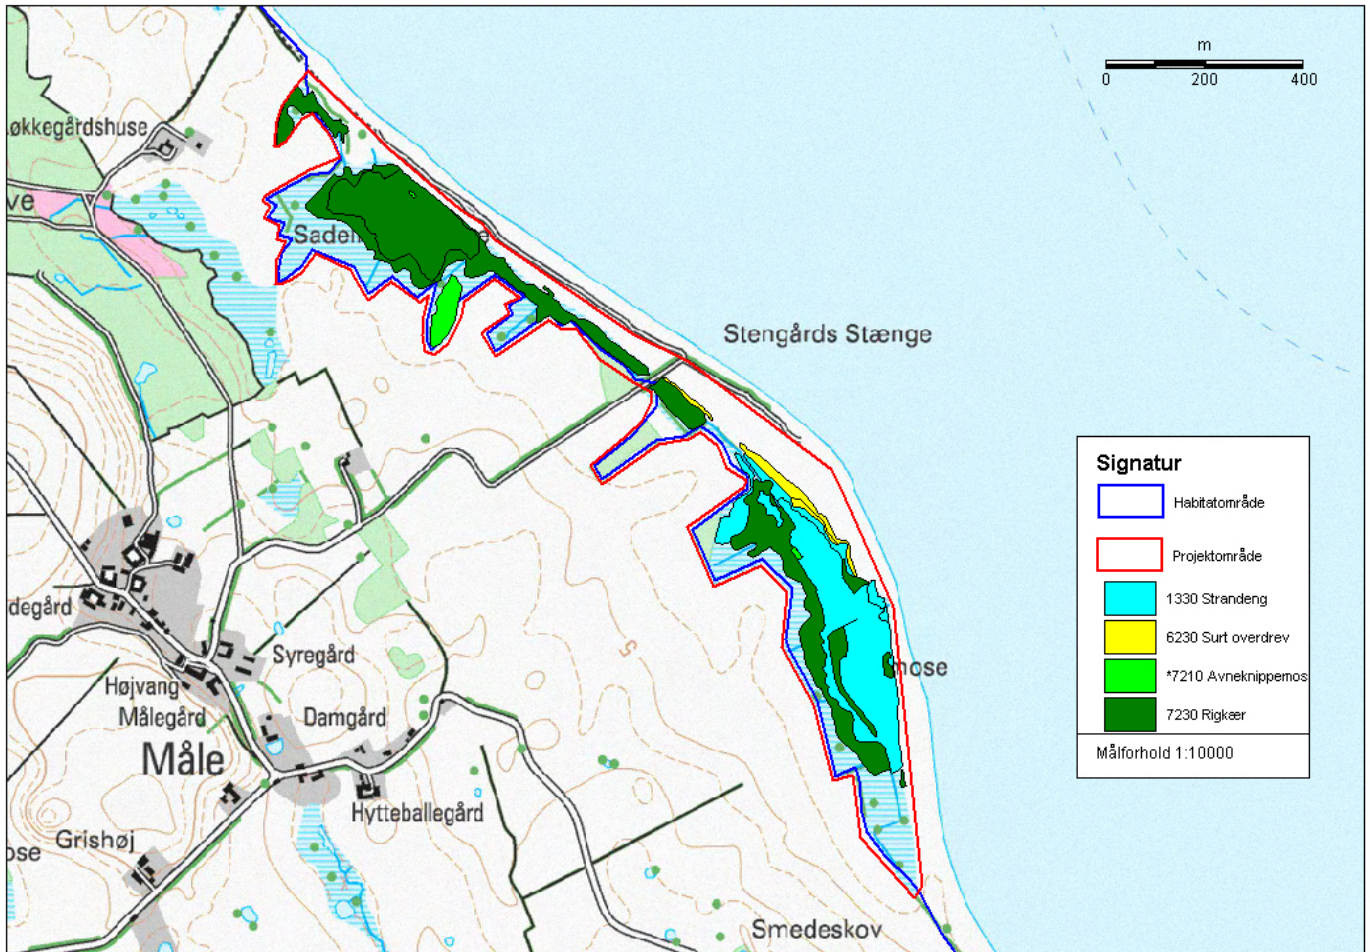 m
0 200 400
økkegårdshuse
ve
Stengårds Stænge
Signatur
Habitatområde
Projektområde
1330 Strandeng
6230 Surt overdrev
*7210 Avneknippemos
7230 Rigkær
Målforhold 1:10000
degård
Syregård
mose
5
Højvang
Målegård
Damgård
Måle
Hytteballegård
Grishøj
ose
Smedeskov